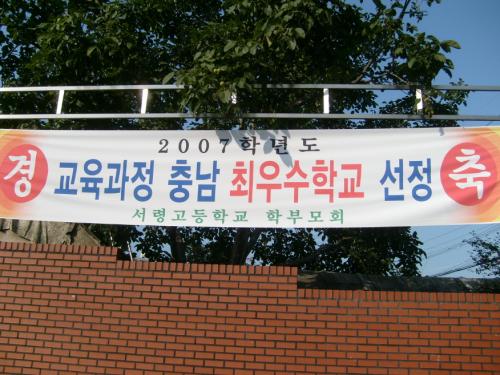 2007학년도
경 교육과정 충남 최우수학교 선정 축
서령고등학교 학부모회